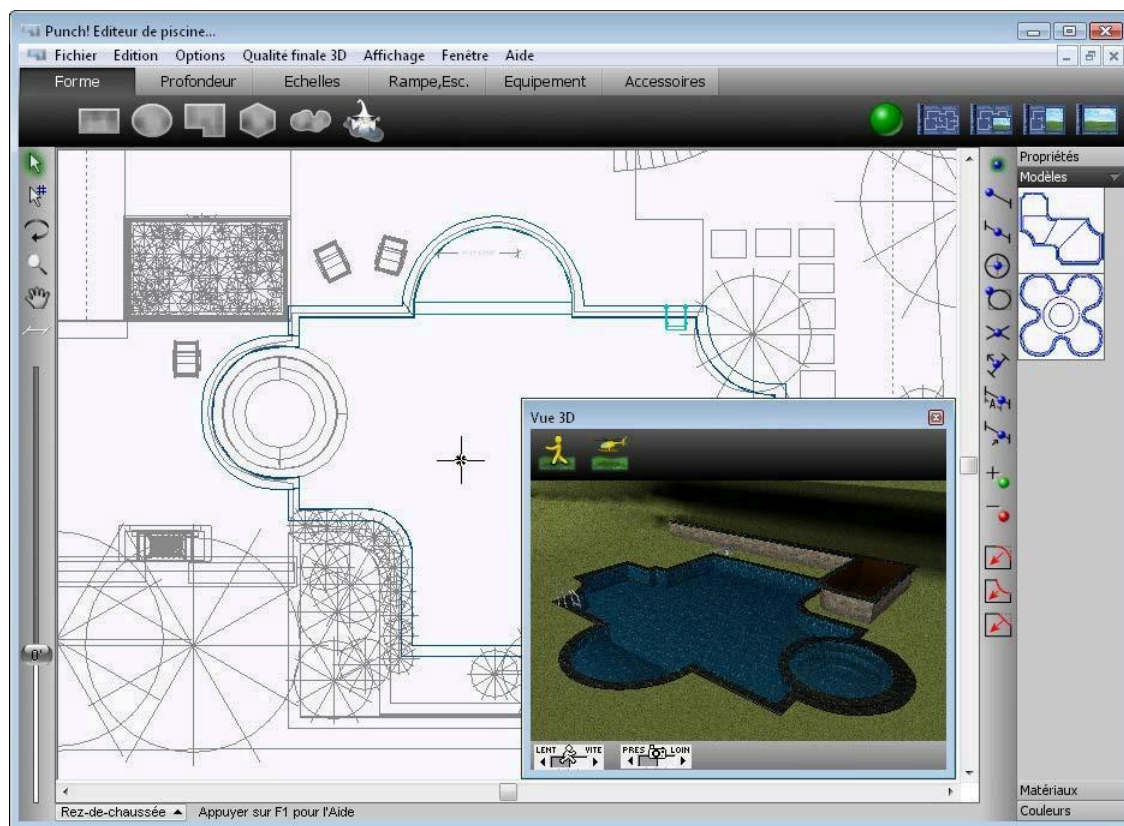 Punch! Editeur de piscine...
Fichier Edition Options Qualité finale 3D Affichage Fenêtre Aide
Forme Profondeur Echelles Rampe,Esc. Equipement Accessoires
Propriétés
Modèles
Vue 3D
0'
LENT VITE PRES LOIN
Matériaux
Couleurs
Rez-de-chaussée Appuyer sur F1 pour l'Aide